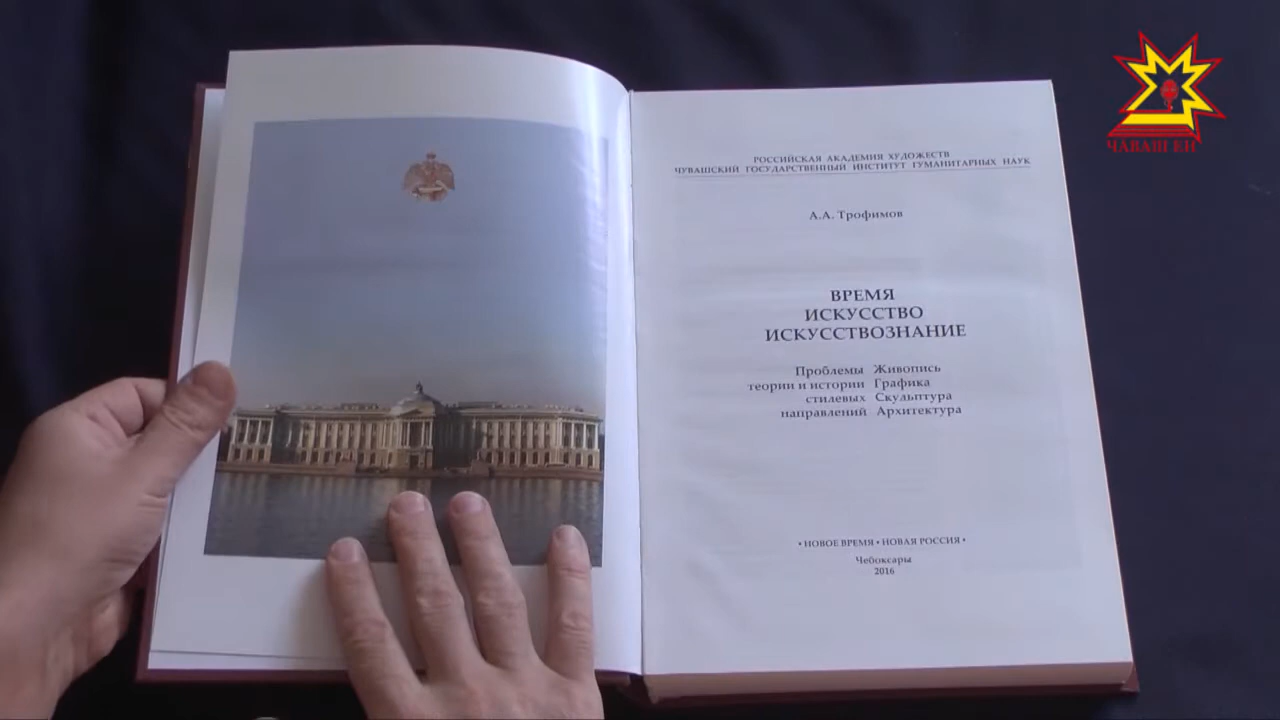 РОССИЙСКАЯ АКАДЕМИЯ ХУДОЖЕСТВ
ЧУВАШСКИЙ ГОСУДАРСТВЕННЫЙ ИНСТИТУТ ГУМАНИТАРНЫХ НАУК
А.А. Трофимов
ВРЕМЯ
ИСКУССТВО
ИСКУССТВОЗНАНИЕ
Проблемы Живопись
теории и истории Графика
стилевых Скульптура
направлений Архитектура
• НОВОЕ ВРЕМЯ • НОВАЯ РОССИЯ •
Чебоксары
2016
ЧАВАШ ЕН